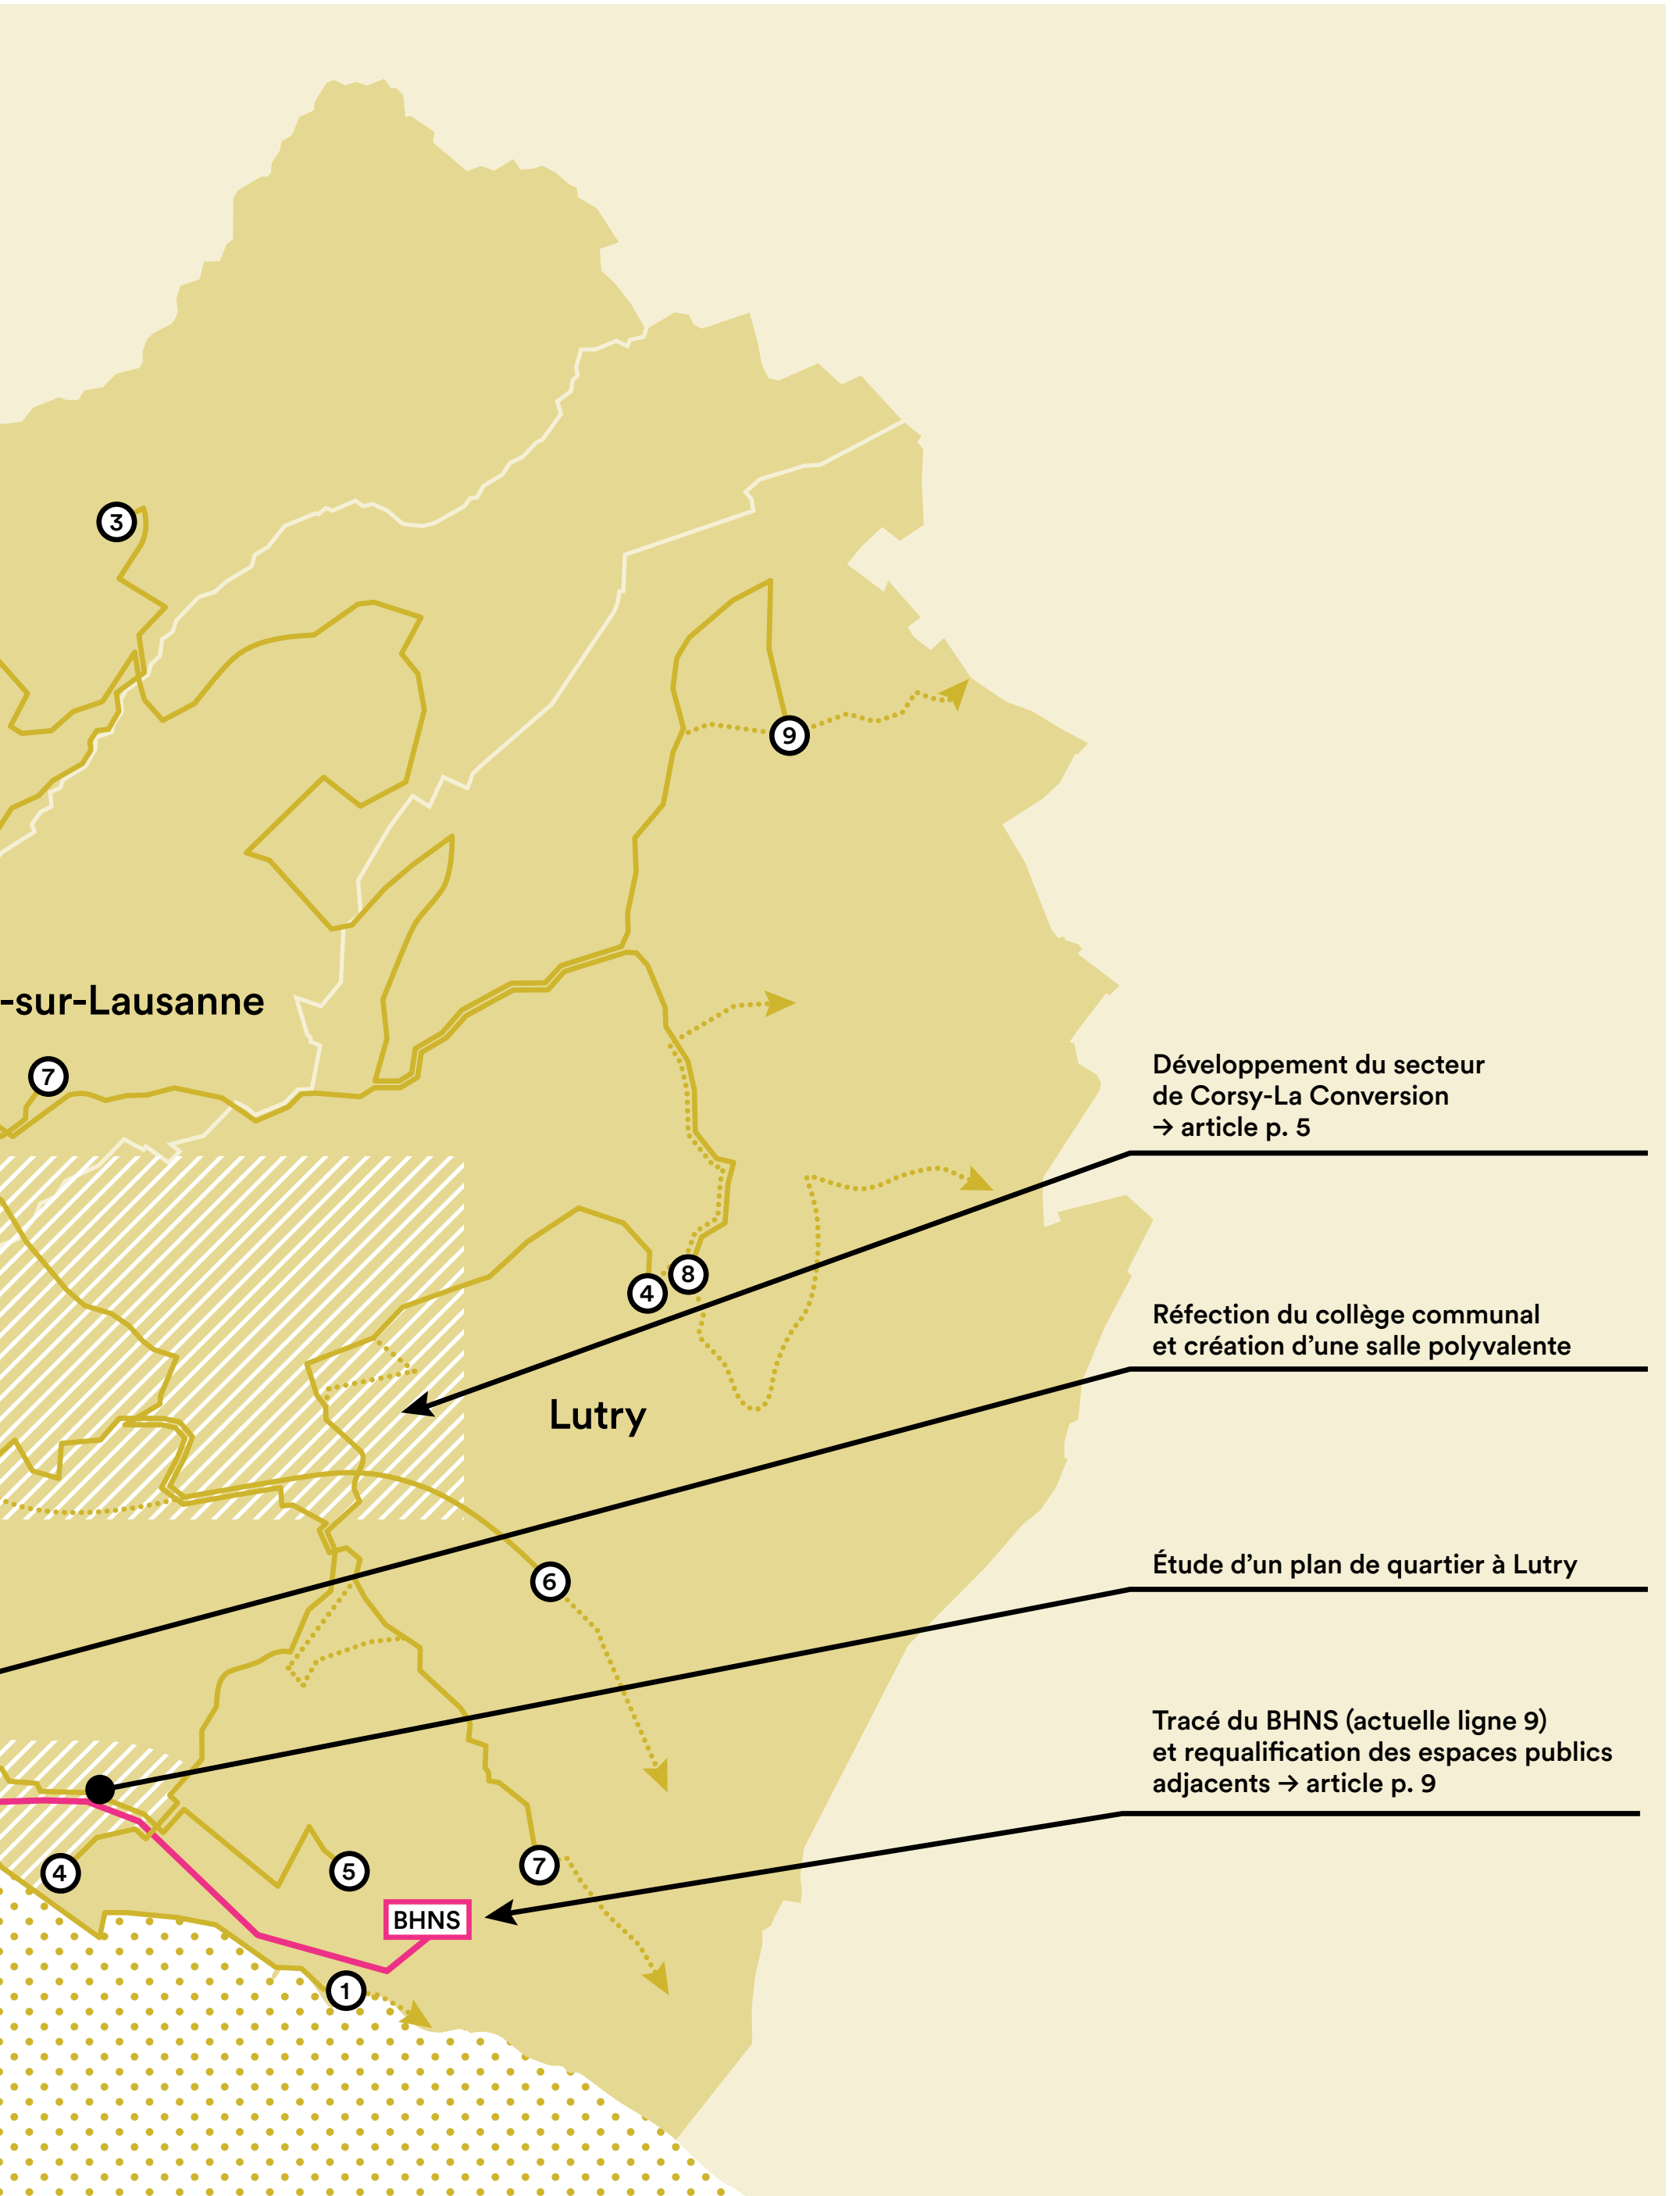 3
9
-sur-Lausanne
7
Développement du secteur
de Corsy-La Conversion
→ article p. 5
8
4
Réfection du collège communal
et création d’une salle polyvalente
Lutry
6
Étude d’un plan de quartier à Lutry
Tracé du BHNS (actuelle ligne 9)
et requalification des espaces publics
adjacents → article p. 9
4
5
7
BHNS
1